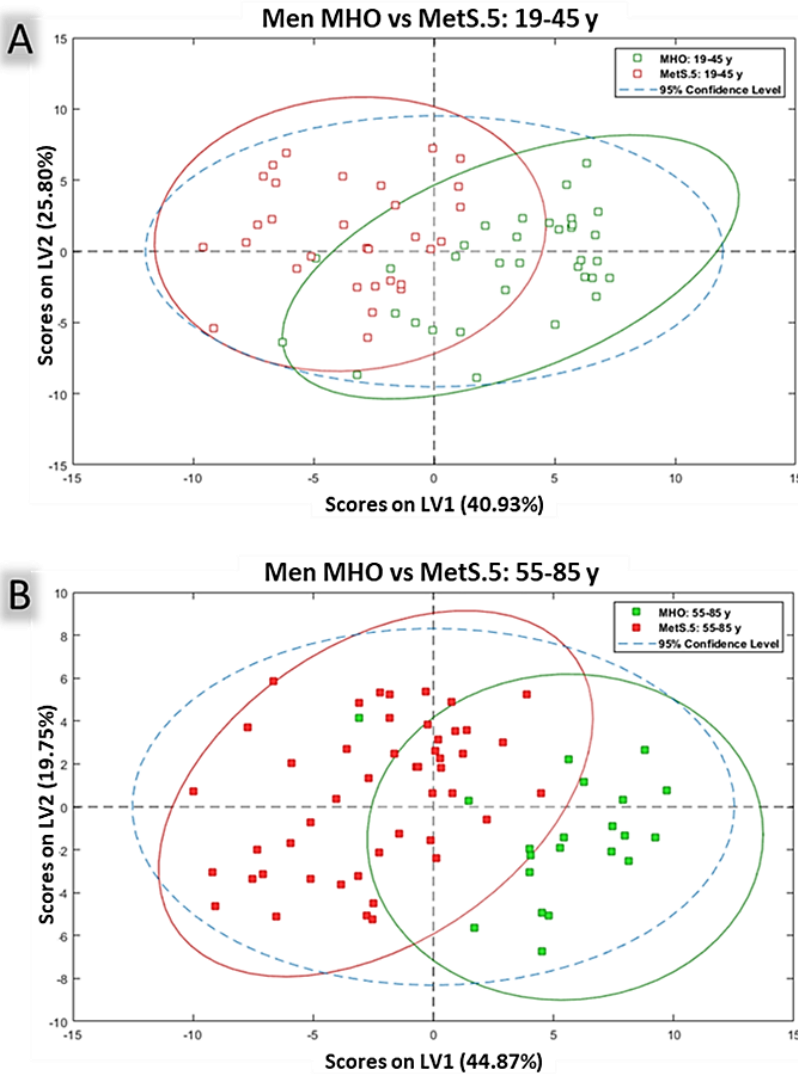 A
Men MHO vs MetS.5: 19-45 y
MHO: 19-45 y
MetS.5: 19-45 y
95% Confidence Level
15
10
5
0
-5
-10
-15
Scores on LV2 (25.80%)
-15 -10 -5 0 5 10 15
Scores on LV1 (40.93%)
B
Men MHO vs MetS.5: 55-85 y
MHO: 55-85 y
MetS.5: 55-85 y
95% Confidence Level
10
8
6
4
2
0
-2
-4
-6
-8
-10
Scores on LV2 (19.75%)
-15 -10 -5 0 5 10 15
Scores on LV1 (44.87%)